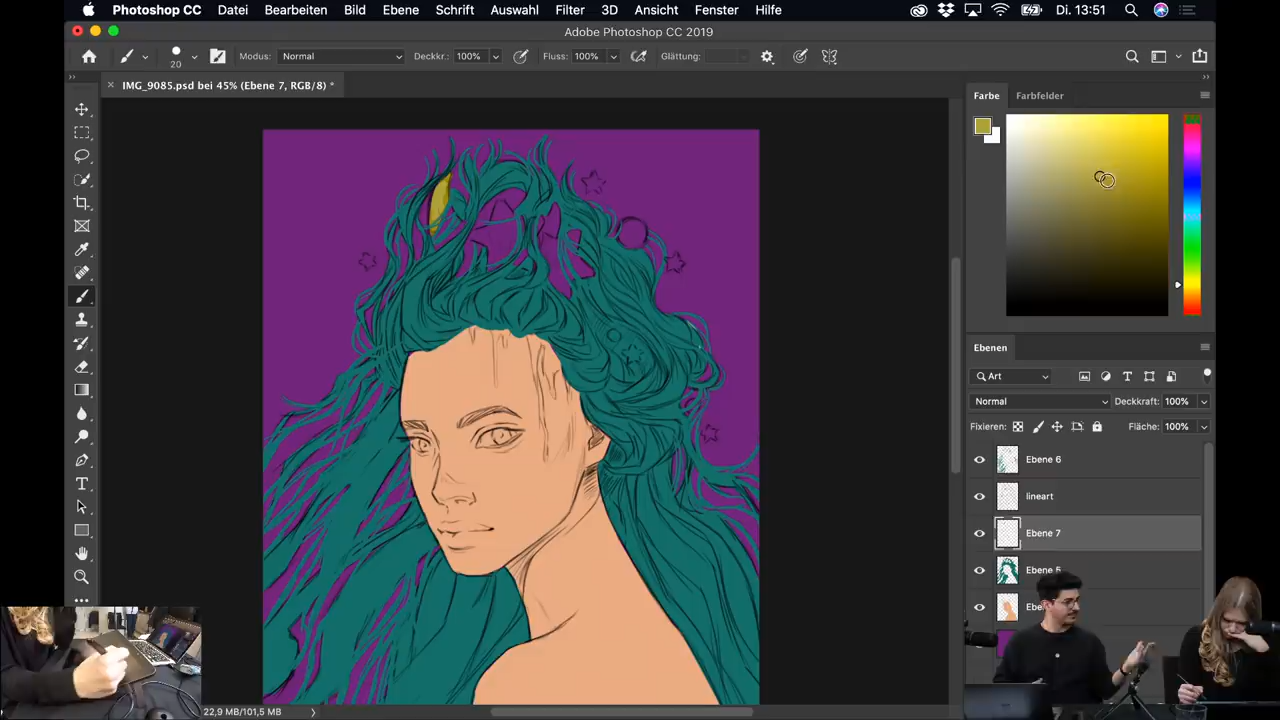 Photoshop CC Datei Bearbeiten Bild Ebene Schrift Auswahl Filter 3D Ansicht Fenster Hilfe Di. 13:51
Adobe Photoshop CC 2019
20 Modus: Normal Deckkr.: 100% Fluss: 100% Glättung:
IMG_9085.psd bei 45% (Ebene 7, RGB/8) *
Farbe Farbfelder
Ebenen
Art
Normal Deckkraft: 100%
Fixieren: Fläche: 100%
Ebene 6
lineart
Ebene 7
22,9 MB/101,5 MB